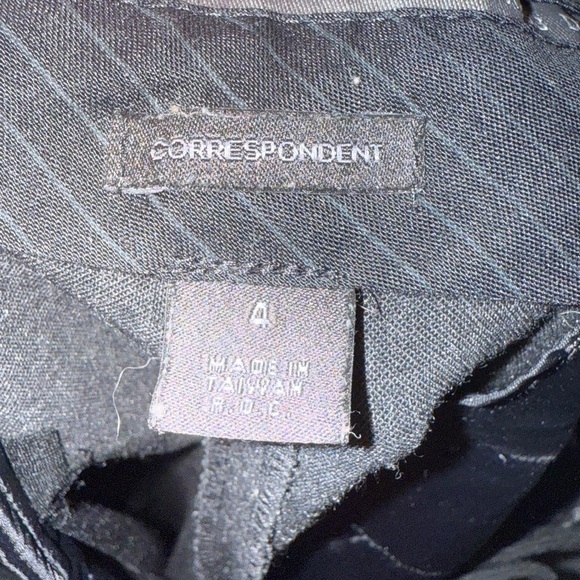 CORRESPONDENT
4
MADE IN
TAIWAN
R.O.C.